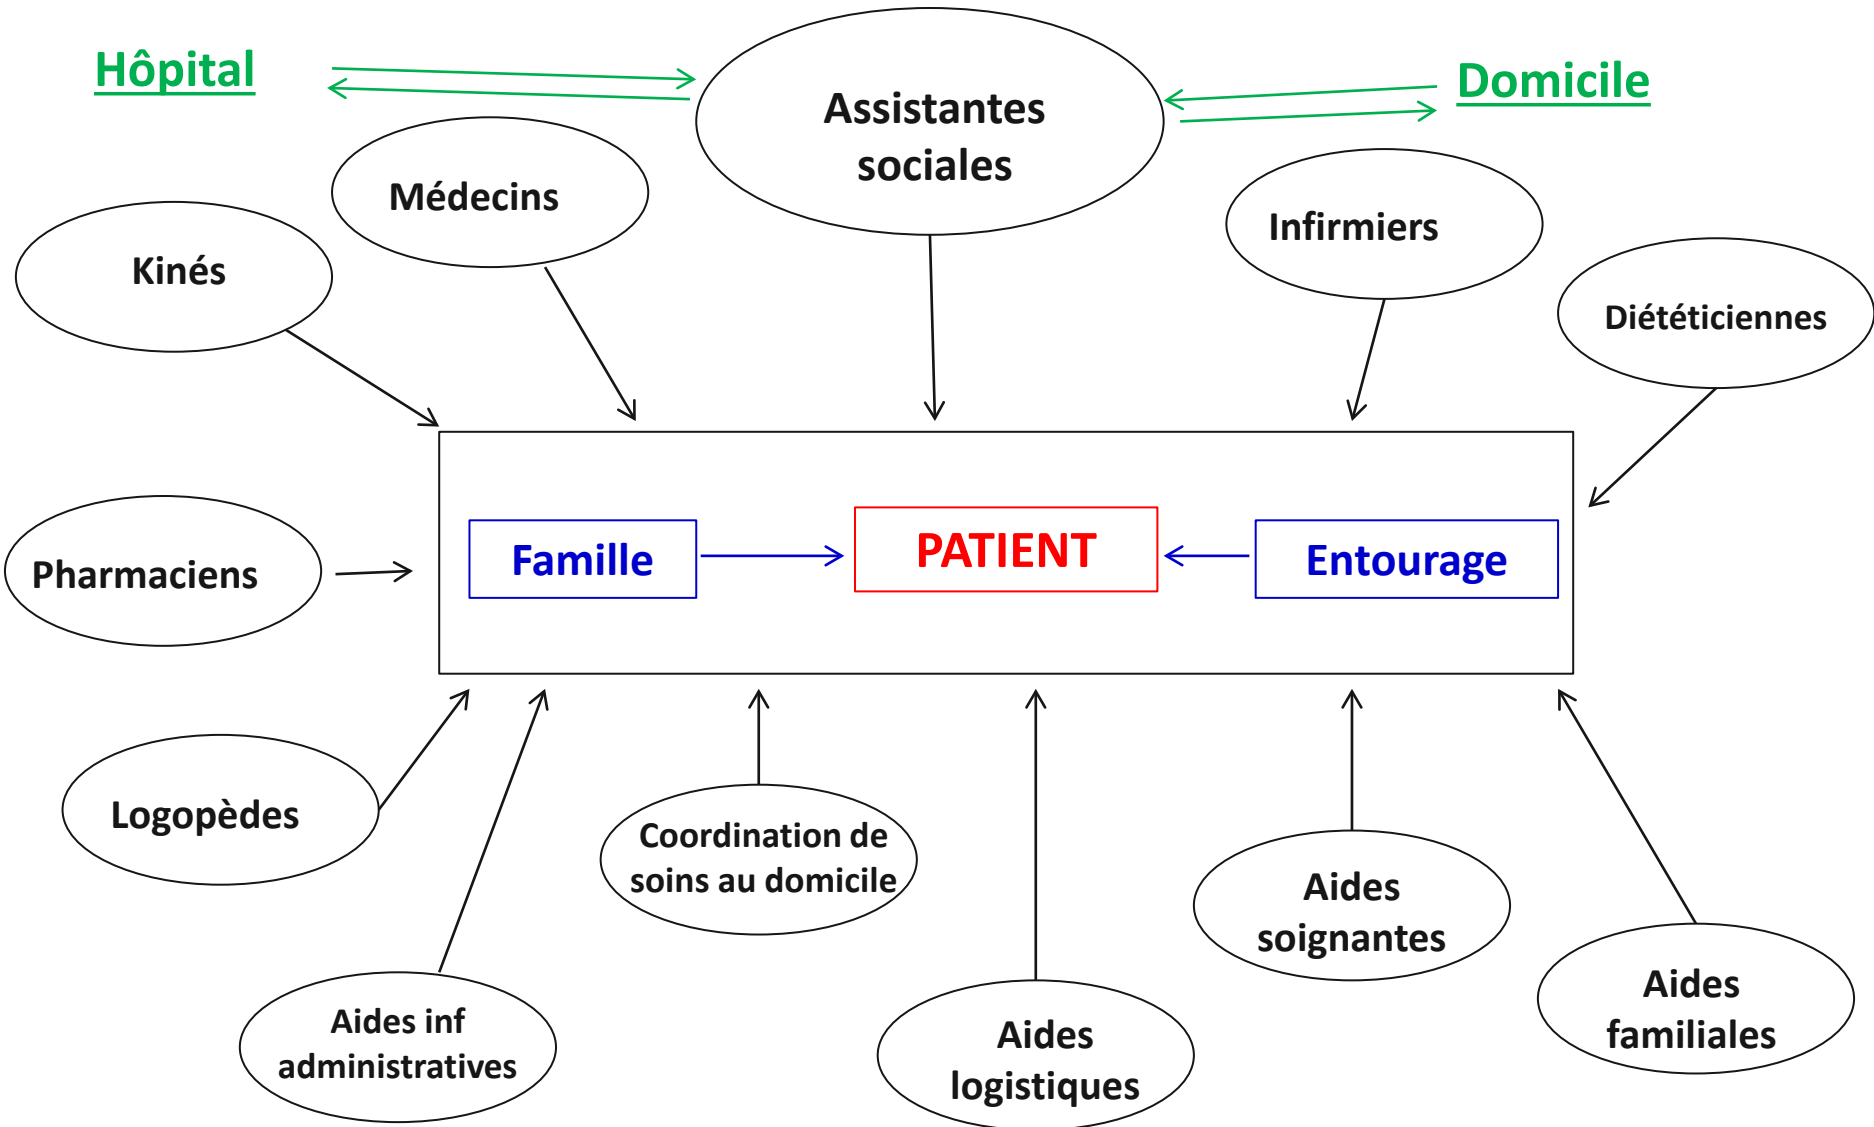 Hôpital
Assistantes
sociales
Domicile
Médecins
Infirmiers
Kinés
Diététiciennes
Famille
PATIENT
Entourage
Pharmaciens
Logopèdes
Coordination de
soins au domicile
Aides
soignantes
Aides inf
administratives
Aides
logistiques
Aides
familiales